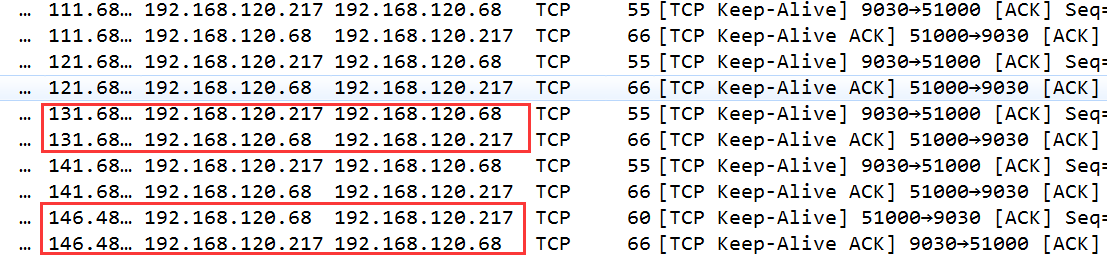 … 111.68… 192.168.120.217 192.168.120.68 TCP 55 [TCP Keep-Alive] 9030→51000 [ACK] Seq=
… 111.68… 192.168.120.68 192.168.120.217 TCP 66 [TCP Keep-Alive ACK] 51000→9030 [ACK]
… 121.68… 192.168.120.217 192.168.120.68 TCP 55 [TCP Keep-Alive] 9030→51000 [ACK] Seq=
… 121.68… 192.168.120.68 192.168.120.217 TCP 66 [TCP Keep-Alive ACK] 51000→9030 [ACK]
… 131.68… 192.168.120.217 192.168.120.68 TCP 55 [TCP Keep-Alive] 9030→51000 [ACK] Seq=
… 131.68… 192.168.120.68 192.168.120.217 TCP 66 [TCP Keep-Alive ACK] 51000→9030 [ACK]
… 141.68… 192.168.120.217 192.168.120.68 TCP 55 [TCP Keep-Alive] 9030→51000 [ACK] Seq=
… 141.68… 192.168.120.68 192.168.120.217 TCP 66 [TCP Keep-Alive ACK] 51000→9030 [ACK]
… 146.48… 192.168.120.68 192.168.120.217 TCP 60 [TCP Keep-Alive] 51000→9030 [ACK] Seq=
… 146.48… 192.168.120.217 192.168.120.68 TCP 66 [TCP Keep-Alive ACK] 9030→51000 [ACK]